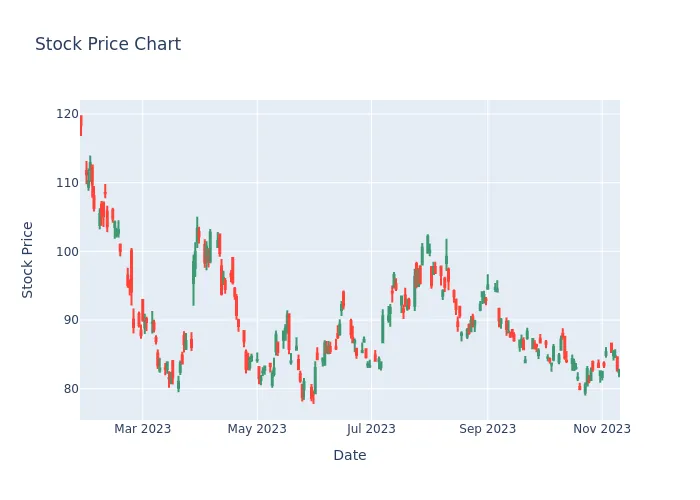 Stock Price Chart
120
110
100
90
80
Stock Price
Mar 2023
May 2023
Jul 2023
Sep 2023
Nov 2023
Date